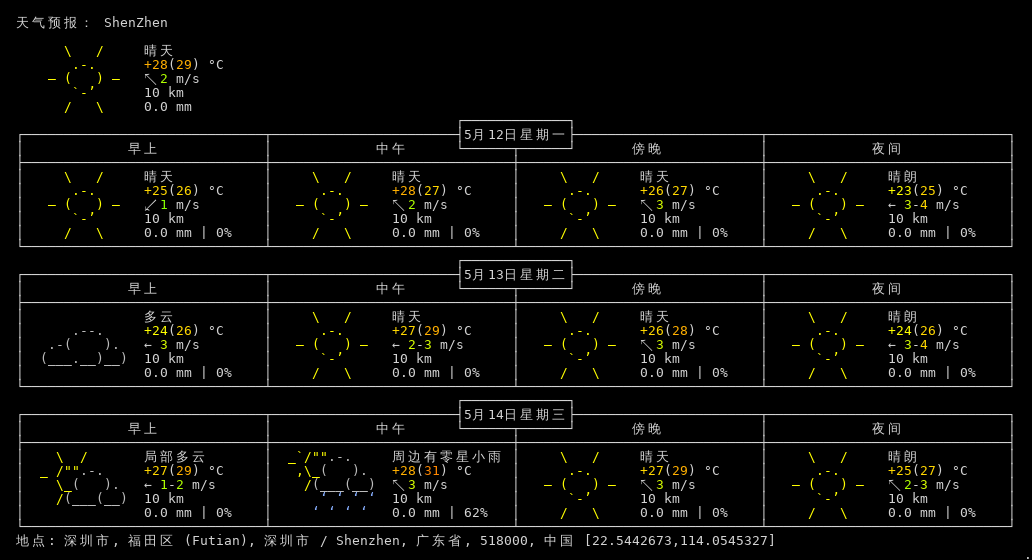 天气预报： ShenZhen
晴天
+28(29) °C
↖2 m/s
10 km
0.0 mm
5月12日星期一
早上 中午 傍晚 夜间
晴天 晴天 晴天 晴朗
+25(26) °C +28(27) °C +26(27) °C +23(25) °C
↙1 m/s ↖2 m/s ↖3 m/s ← 3-4 m/s
10 km 10 km 10 km 10 km
0.0 mm | 0% 0.0 mm | 0% 0.0 mm | 0% 0.0 mm | 0%
5月13日星期二
早上 中午 傍晚 夜间
多云 晴天 晴天 晴朗
+24(26) °C +27(29) °C +26(28) °C +24(26) °C
← 3 m/s ← 2-3 m/s ↖3 m/s ← 3-4 m/s
10 km 10 km 10 km 10 km
0.0 mm | 0% 0.0 mm | 0% 0.0 mm | 0% 0.0 mm | 0%
5月14日星期三
早上 中午 傍晚 夜间
局部多云 周边有零星小雨 晴天 晴朗
+27(29) °C +28(31) °C +27(29) °C +25(27) °C
← 1-2 m/s ↖3 m/s ↖3 m/s ↖2-3 m/s
10 km 10 km 10 km 10 km
0.0 mm | 0% 0.0 mm | 62% 0.0 mm | 0% 0.0 mm | 0%
地点: 深圳市, 福田区 (Futian), 深圳市 / Shenzhen, 广东省, 518000, 中国 [22.5442673,114.0545327]